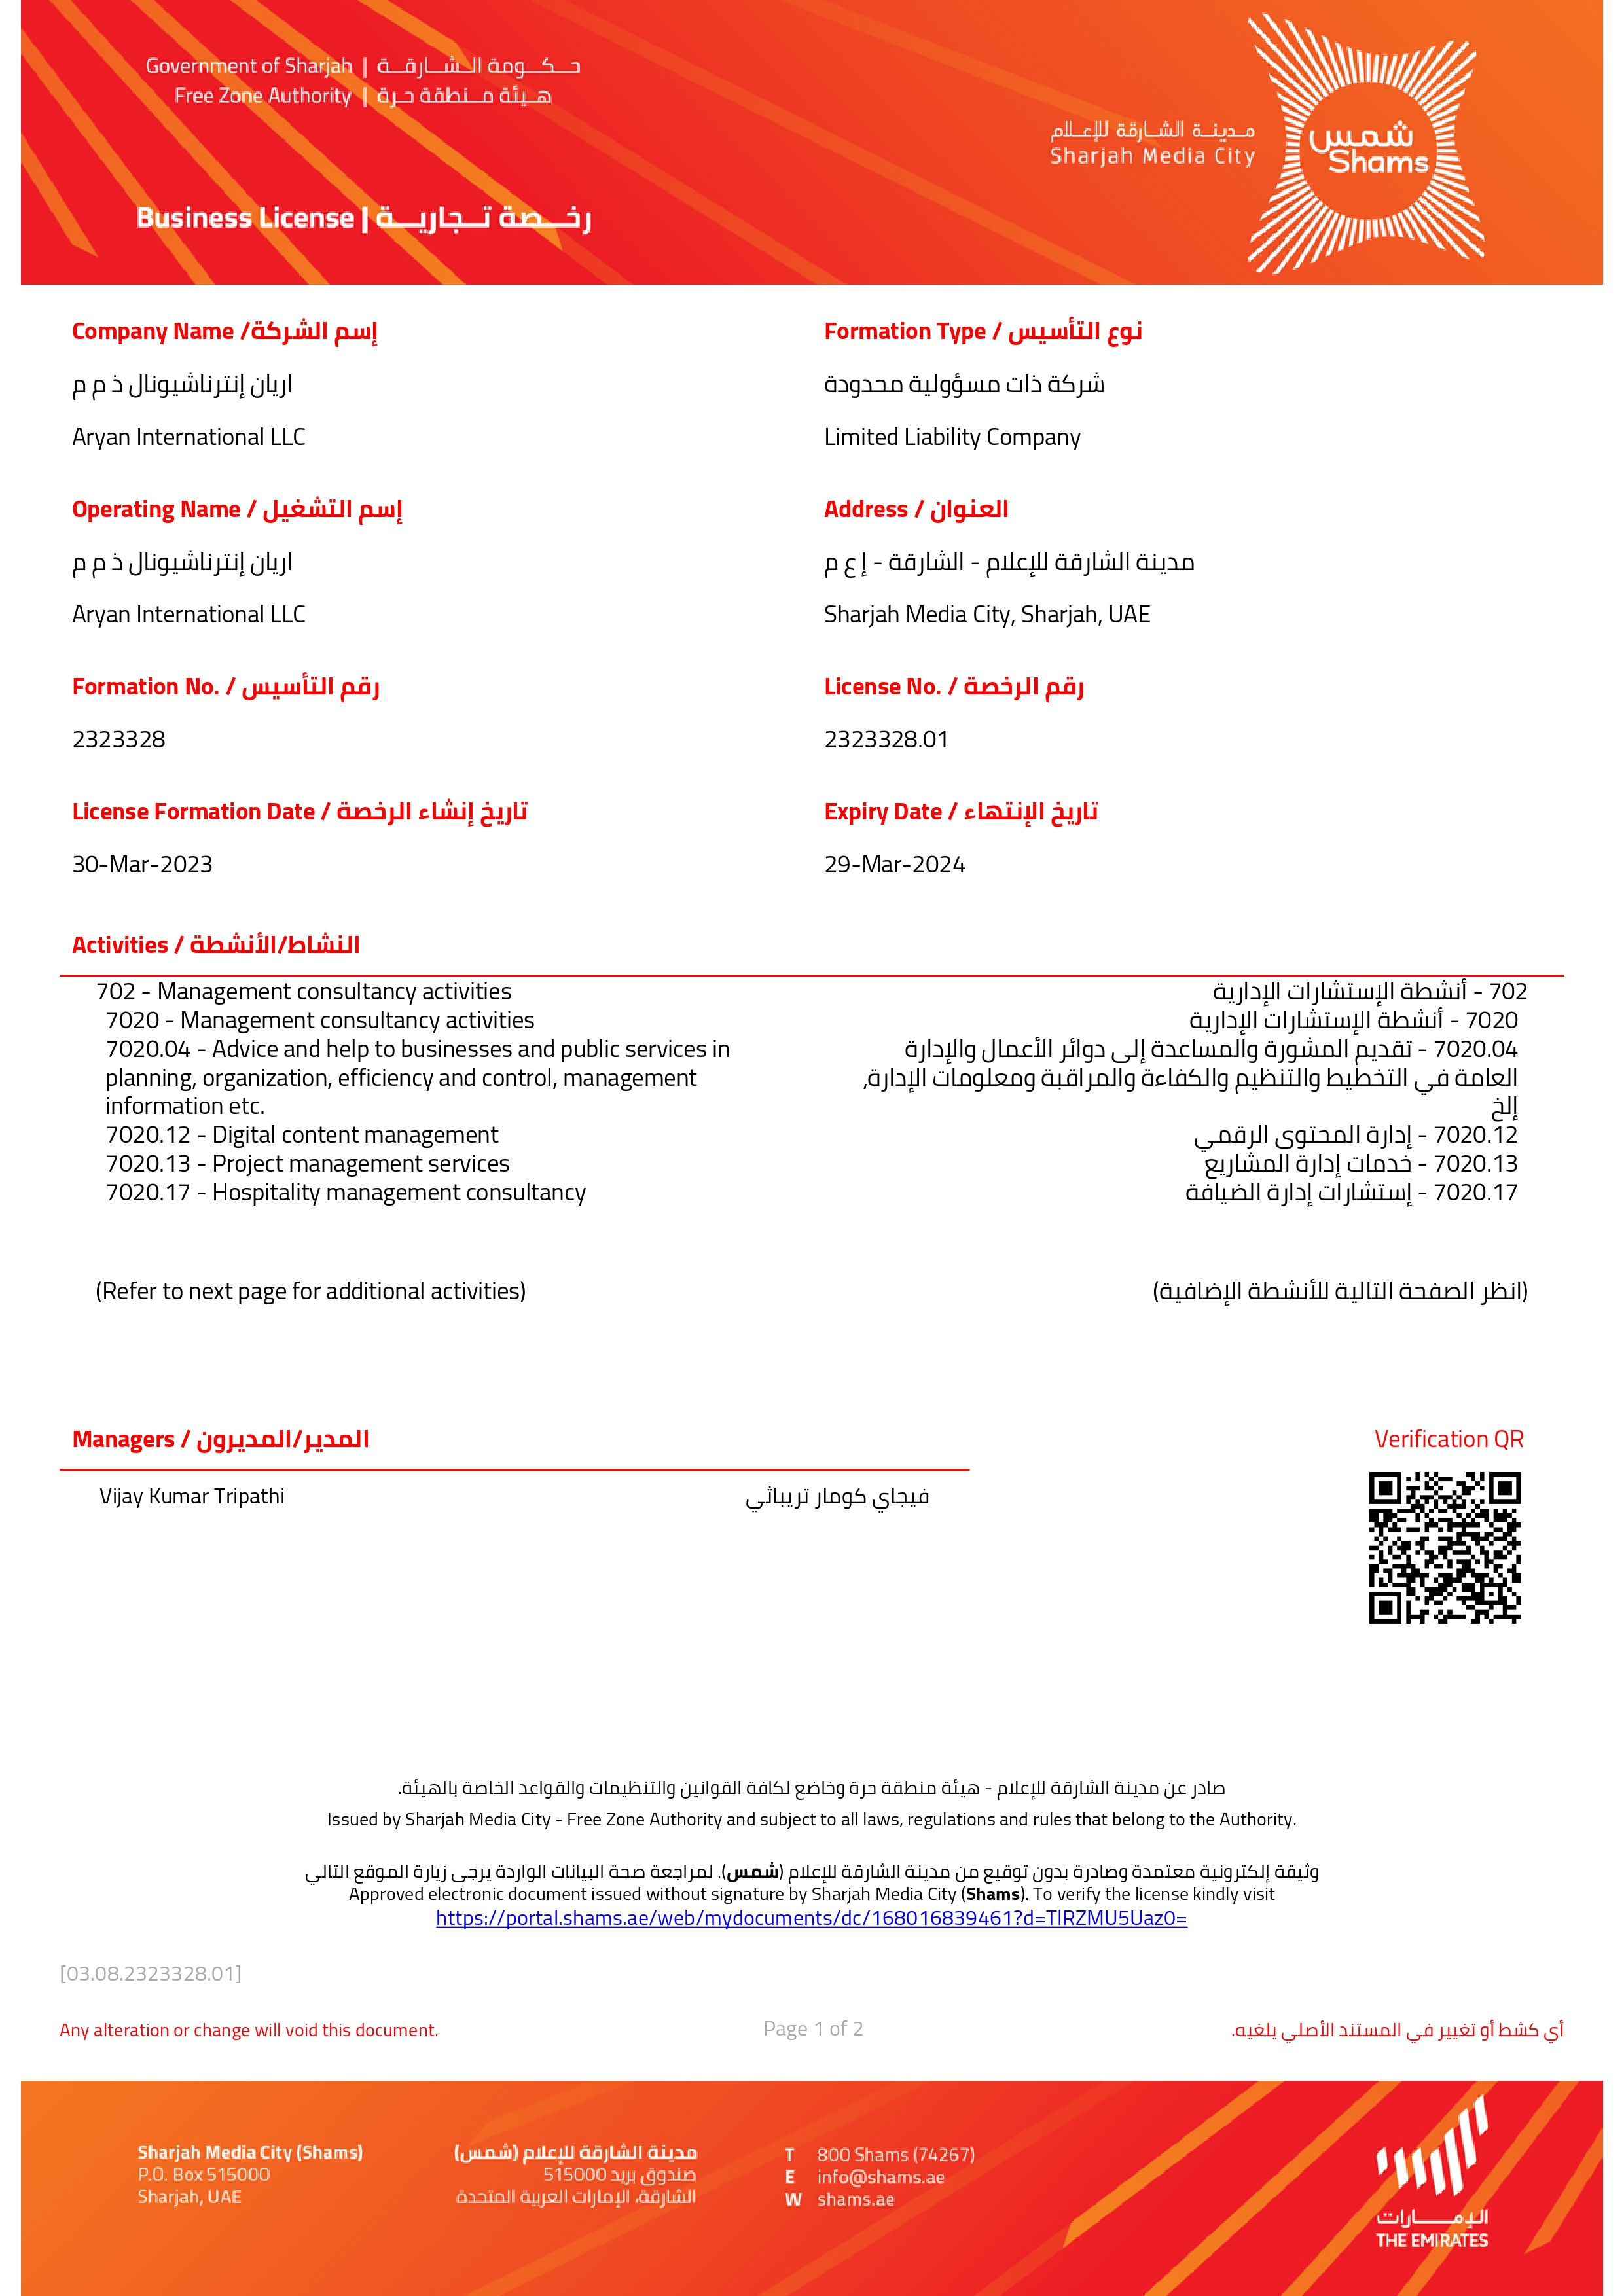 Government of Sharjah | حـكـومة الـشـارقـة
Free Zone Authority | هـيئة مـنطقة حـرة
مـديـنـة الشـارقة للإعـلام
Sharjah Media City
شمس
Shams
Business License | رخـصة تـجاريـة
Company Name /إسم الشركة
Formation Type / نوع التأسيس
اريان إنترناشيونال ذ م م
شركة ذات مسؤولية محدودة
Aryan International LLC
Limited Liability Company
Operating Name / إسم التشغيل
Address / العنوان
اريان إنترناشيونال ذ م م
مدينة الشارقة للإعلام - الشارقة - إ ع م
Aryan International LLC
Sharjah Media City, Sharjah, UAE
Formation No. / رقم التأسيس
License No. / رقم الرخصة
2323328
2323328.01
License Formation Date / تاريخ إنشاء الرخصة
Expiry Date / تاريخ الإنتهاء
30-Mar-2023
29-Mar-2024
Activities / النشاط/الأنشطة
702 - Management consultancy activities
702 - أنشطة الإستشارات الإدارية
7020 - Management consultancy activities
7020 - أنشطة الإستشارات الإدارية
7020.04 - Advice and help to businesses and public services in
7020.04 - تقديم المشورة والمساعدة إلى دوائر الأعمال والإدارة
planning, organization, efficiency and control, management
العامة في التخطيط والتنظيم والكفاءة والمراقبة ومعلومات الإدارة,
information etc.
إلخ
7020.12 - Digital content management
7020.12 - إدارة المحتوى الرقمي
7020.13 - Project management services
7020.13 - خدمات إدارة المشاريع
7020.17 - Hospitality management consultancy
7020.17 - إستشارات إدارة الضيافة
(Refer to next page for additional activities)
(انظر الصفحة التالية للأنشطة الإضافية)
Managers / المدير/المديرون
Verification QR
Vijay Kumar Tripathi
فيجاي كومار تريباثي
صادر عن مدينة الشارقة للإعلام - هيئة منطقة حرة وخاضع لكافة القوانين والتنظيمات والقواعد الخاصة بالهيئة.
Issued by Sharjah Media City - Free Zone Authority and subject to all laws, regulations and rules that belong to the Authority.
وثيقة إلكترونية معتمدة وصادرة بدون توقيع من مدينة الشارقة للإعلام (شمس). لمراجعة صحة البيانات الواردة يرجى زيارة الموقع التالي
Approved electronic document issued without signature by Sharjah Media City (Shams). To verify the license kindly visit
https://portal.shams.ae/web/mydocuments/dc/168016839461?d=TlRZMU5Uaz0=
[03.08.2323328.01]
Any alteration or change will void this document.
Page 1 of 2
أي كشط أو تغيير في المستند الأصلي يلغيه.
Sharjah Media City (Shams)
P.O. Box 515000
Sharjah, UAE
مدينة الشارقة للإعلام (شمس)
صندوق بريد 515000
الشارقة، الإمارات العربية المتحدة
T 800 Shams (74267)
E info@shams.ae
W shams.ae
الإمـارات
THE EMIRATES